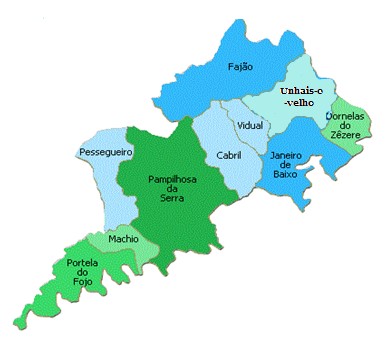 Fajão
Unhais-o
-velho
Dornelas
do
Zêzere
Vidual
Pessegueiro
Cabril
Janeiro
de
Baixo
Pampilhosa
da
Serra
Machio
Portela
do
Fojo